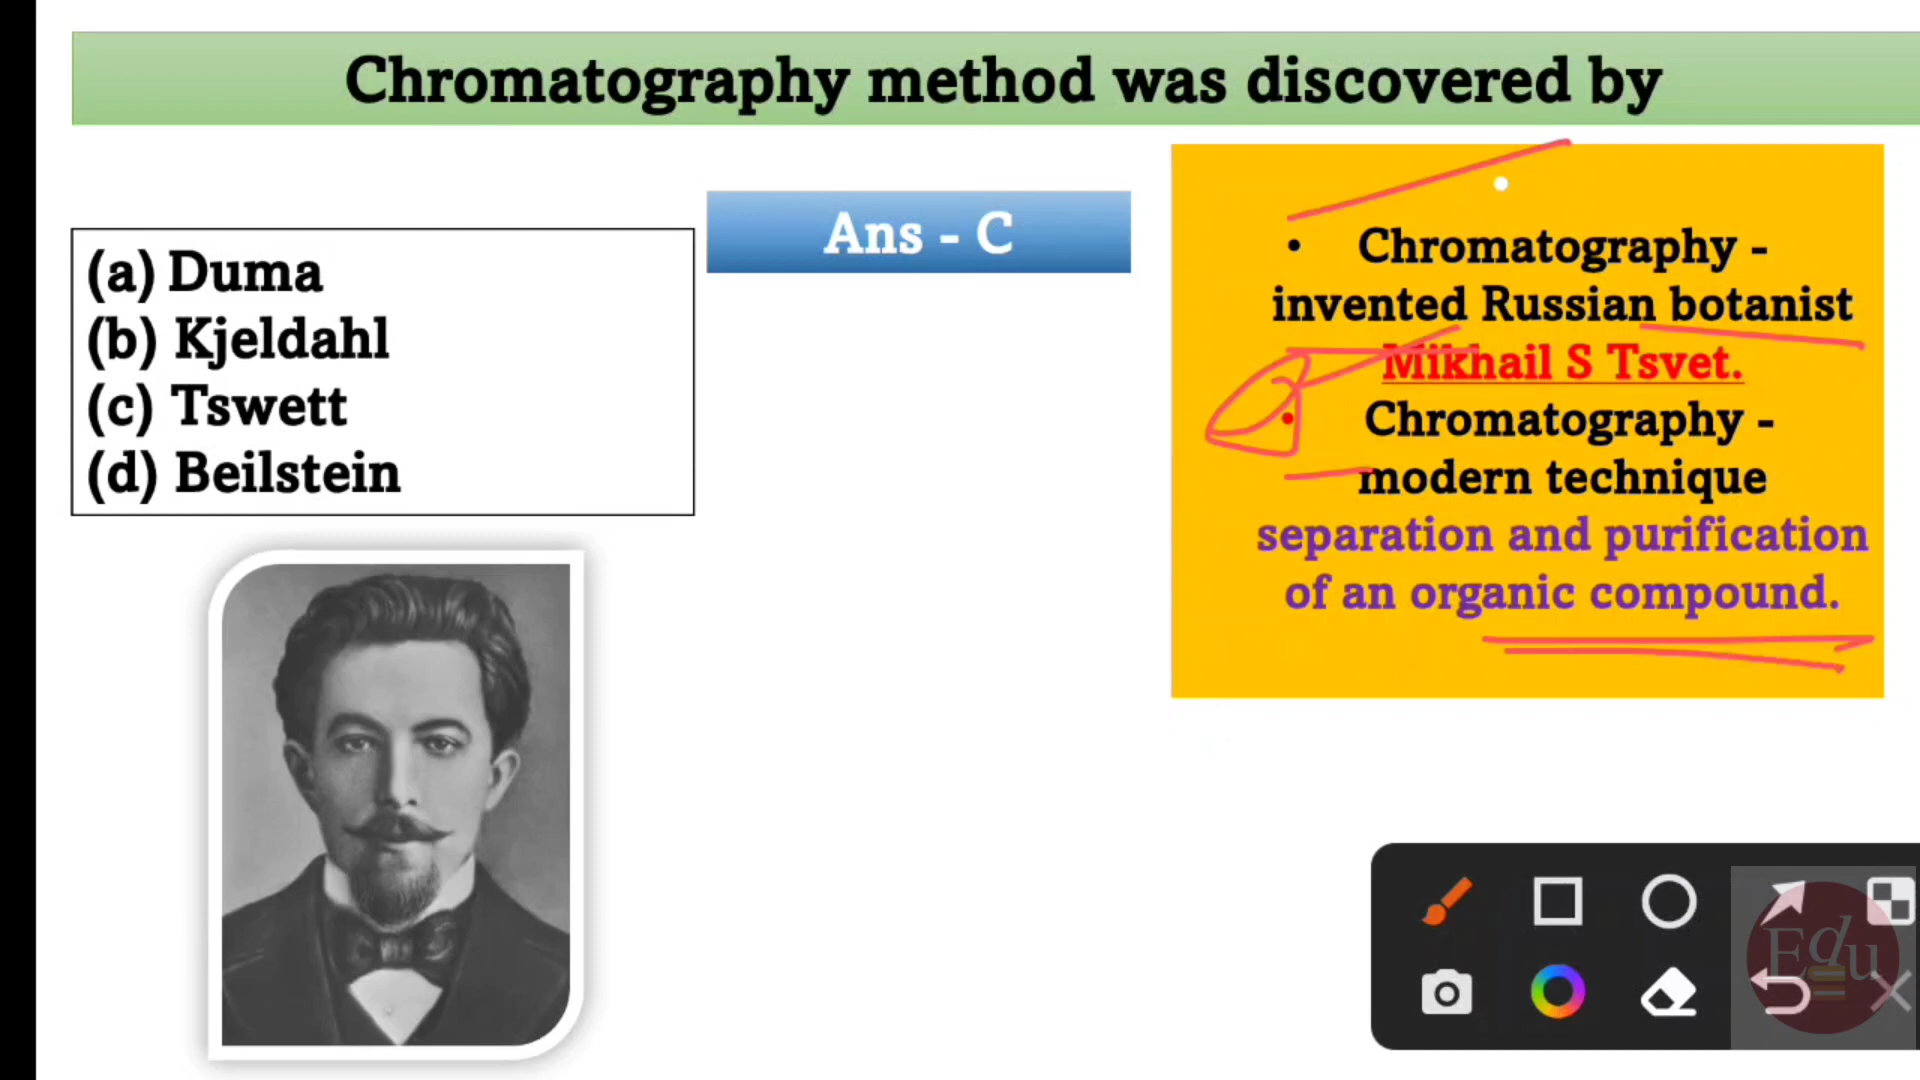 Chromatography method was discovered by
Ans - C
(a) Duma
(b) Kjeldahl
(c) Tswett
(d) Beilstein
• Chromatography -
invented Russian botanist
Mikhail S Tsvet.
• Chromatography -
modern technique
separation and purification
of an organic compound.
Edu